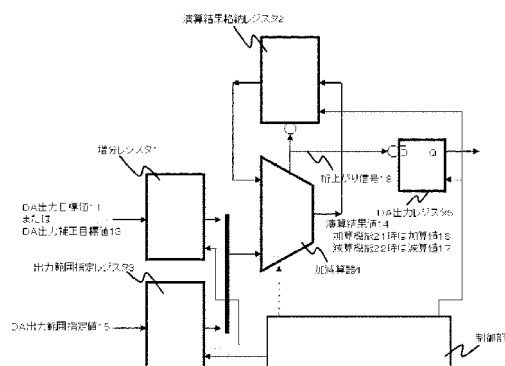 演算結果格納レジスタ2
増分レジスタ1
DA出力目標値11
または
DA出力補正目標値13
出力範囲指定レジスタ3
DA出力範囲指定値15
桁上がり信号18
D Q
DA出力レジスタ5
演算結果値14
加算機能21時は加算値16
減算機能22時は減算値17
加減算器4
制御部